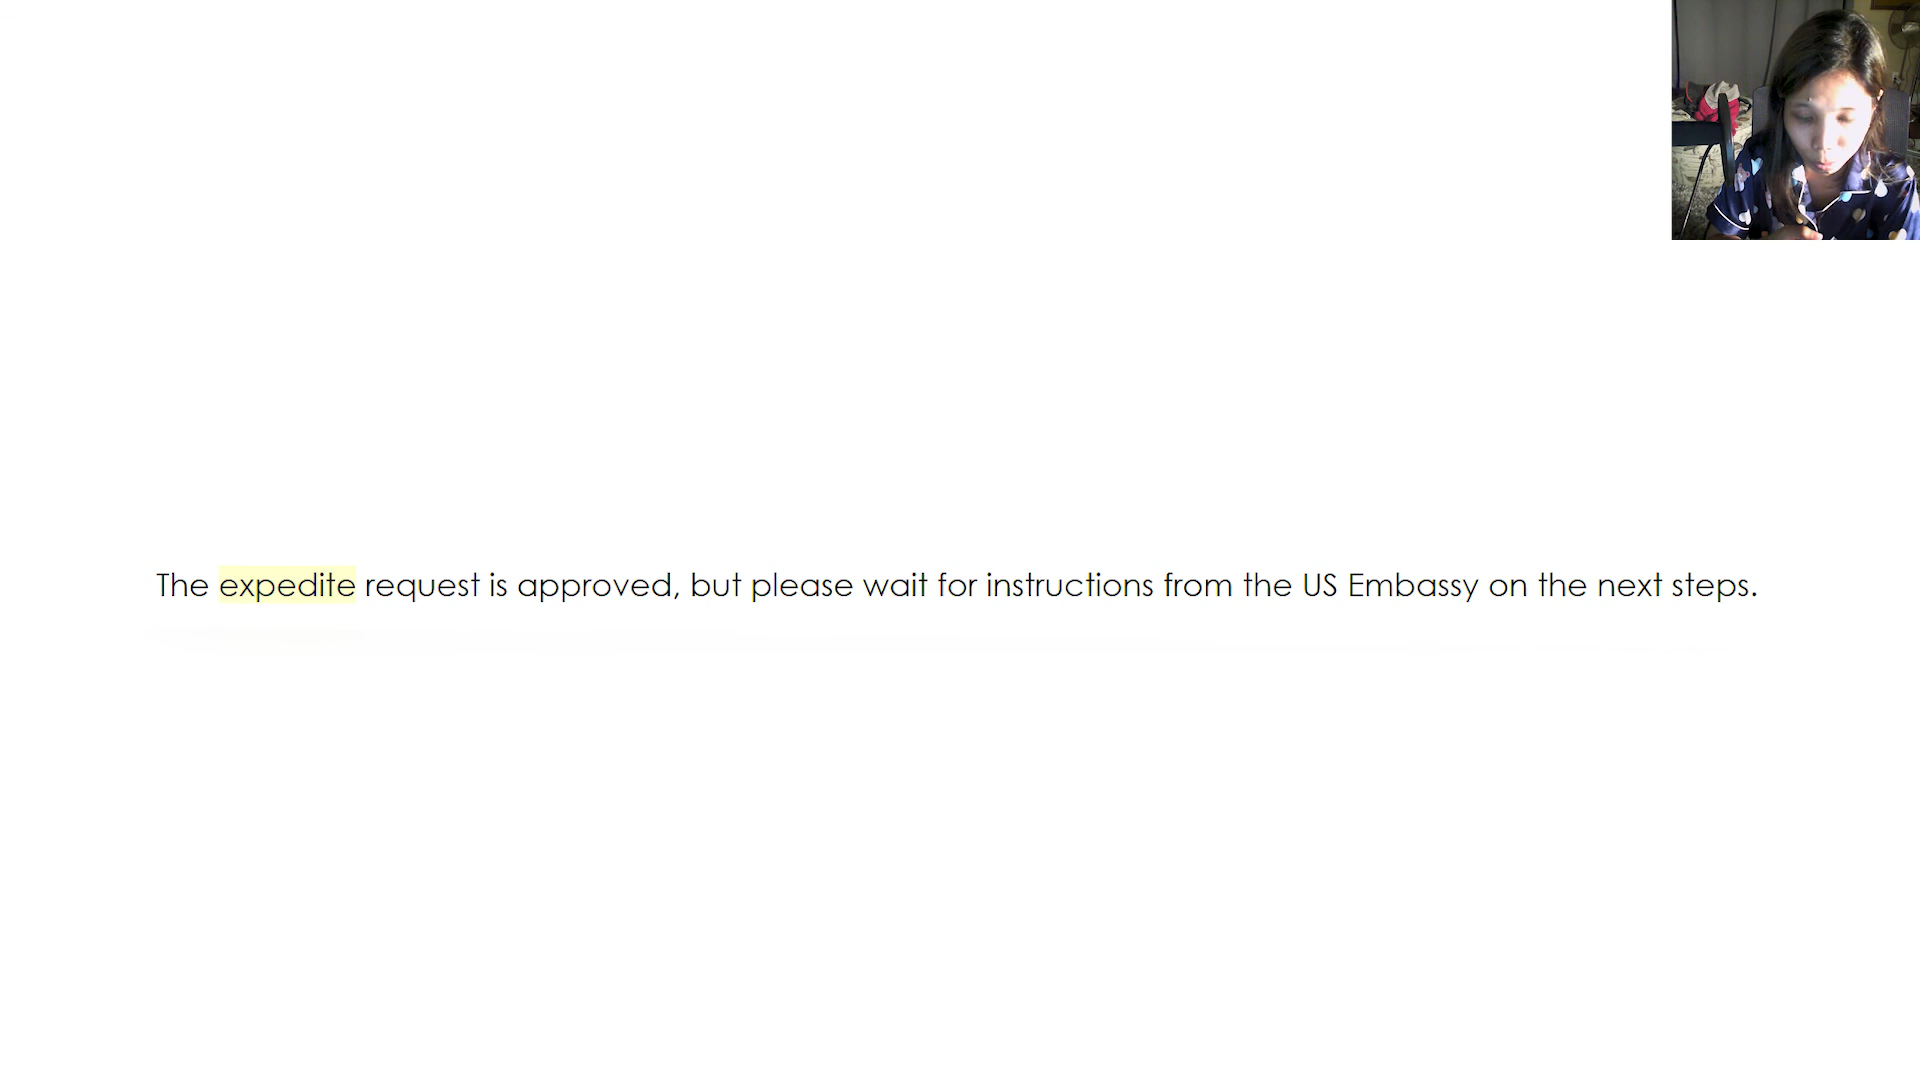 The expedite request is approved, but please wait for instructions from the US Embassy on the next steps.